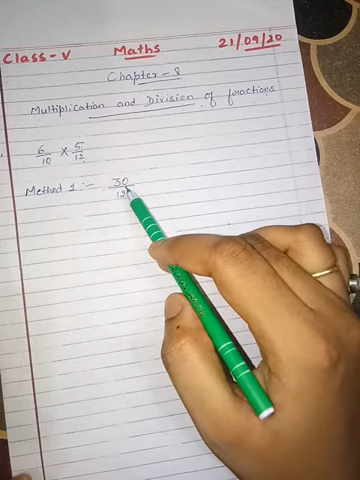 Class-V Maths 21/09/20
Chapter-8
Multiplication and Division of fractions
6/10 × 5/12
Method 1:- 30/12